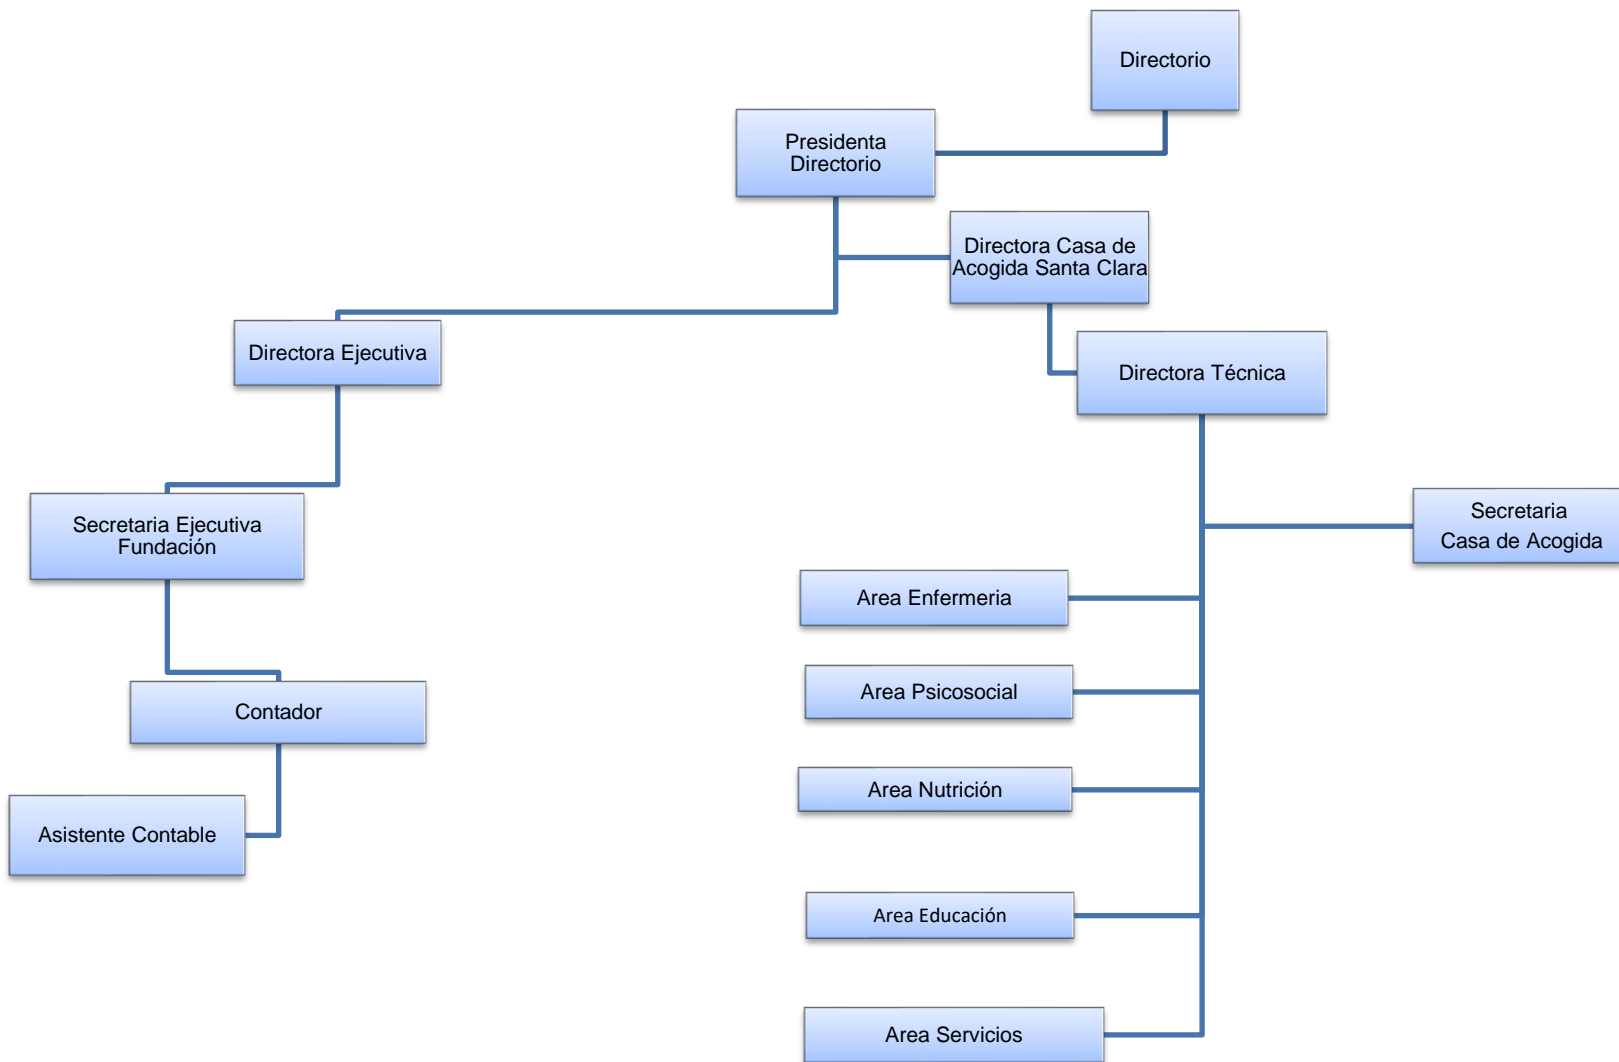 Directorio
Presidenta
Directorio
Directora Casa de
Acogida Santa Clara
Directora Ejecutiva
Directora Técnica
Secretaria Ejecutiva
Fundación
Secretaria
Casa de Acogida
Area Enfermeria
Area Psicosocial
Contador
Area Nutrición
Asistente Contable
Area Educación
Area Servicios